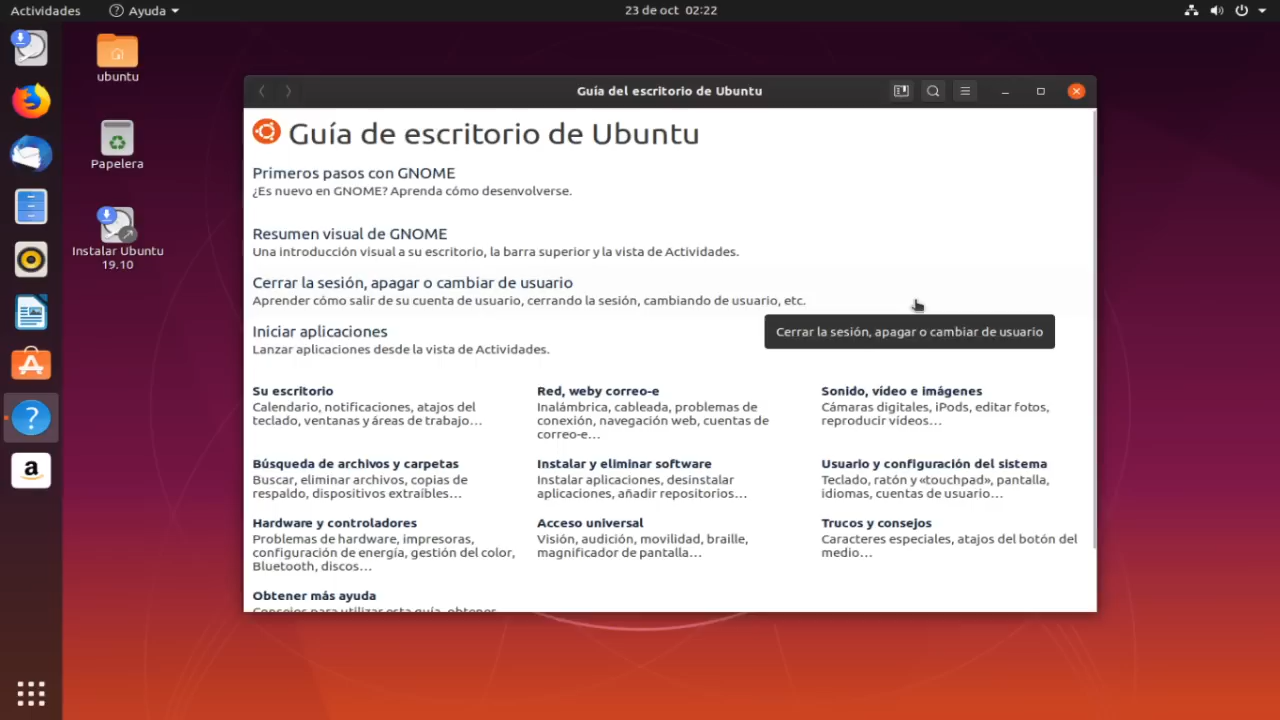 Actividades
Ayuda
23 de oct 02:22
ubuntu
Papelera
Instalar Ubuntu
19.10
Guía del escritorio de Ubuntu
Guía de escritorio de Ubuntu
Primeros pasos con GNOME
¿Es nuevo en GNOME? Aprenda cómo desenvolverse.
Resumen visual de GNOME
Una introducción visual a su escritorio, la barra superior y la vista de Actividades.
Cerrar la sesión, apagar o cambiar de usuario
Aprender cómo salir de su cuenta de usuario, cerrando la sesión, cambiando de usuario, etc.
Cerrar la sesión, apagar o cambiar de usuario
Iniciar aplicaciones
Lanzar aplicaciones desde la vista de Actividades.
Su escritorio
Calendario, notificaciones, atajos del
teclado, ventanas y áreas de trabajo…
Red, weby correo-e
Inalámbrica, cableada, problemas de
conexión, navegación web, cuentas de
correo-e…
Sonido, vídeo e imágenes
Cámaras digitales, iPods, editar fotos,
reproducir vídeos…
Búsqueda de archivos y carpetas
Buscar, eliminar archivos, copias de
respaldo, dispositivos extraíbles…
Instalar y eliminar software
Instalar aplicaciones, desinstalar
aplicaciones, añadir repositorios…
Usuario y configuración del sistema
Teclado, ratón y «touchpad», pantalla,
idiomas, cuentas de usuario…
Hardware y controladores
Problemas de hardware, impresoras,
configuración de energía, gestión del color,
Bluetooth, discos…
Acceso universal
Visión, audición, movilidad, braille,
magnificador de pantalla…
Trucos y consejos
Caracteres especiales, atajos del botón del
medio…
Obtener más ayuda
Consejos para utilizar esta guía, obtener